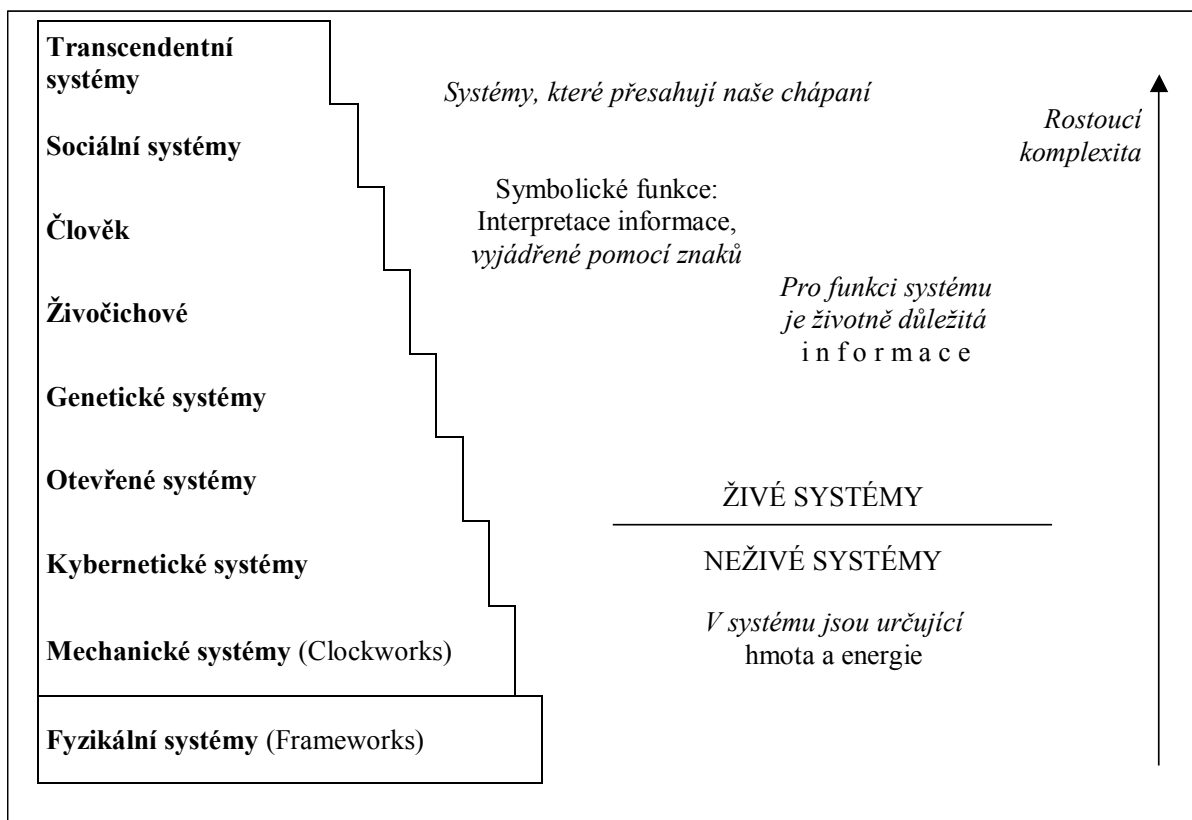 Transcendentní
systémy
Systémy, které přesahují naše chápaní
Rostoucí
komplexita
Sociální systémy
Symbolické funkce:
Interpretace informace,
vyjádřené pomocí znaků
Člověk
Pro funkci systému
je životně důležitá
i n f o r m a c e
Živočichové
Genetické systémy
Otevřené systémy
ŽIVÉ SYSTÉMY
Kybernetické systémy
NEŽIVÉ SYSTÉMY
V systému jsou určující
hmota a energie
Mechanické systémy (Clockworks)
Fyzikální systémy (Frameworks)